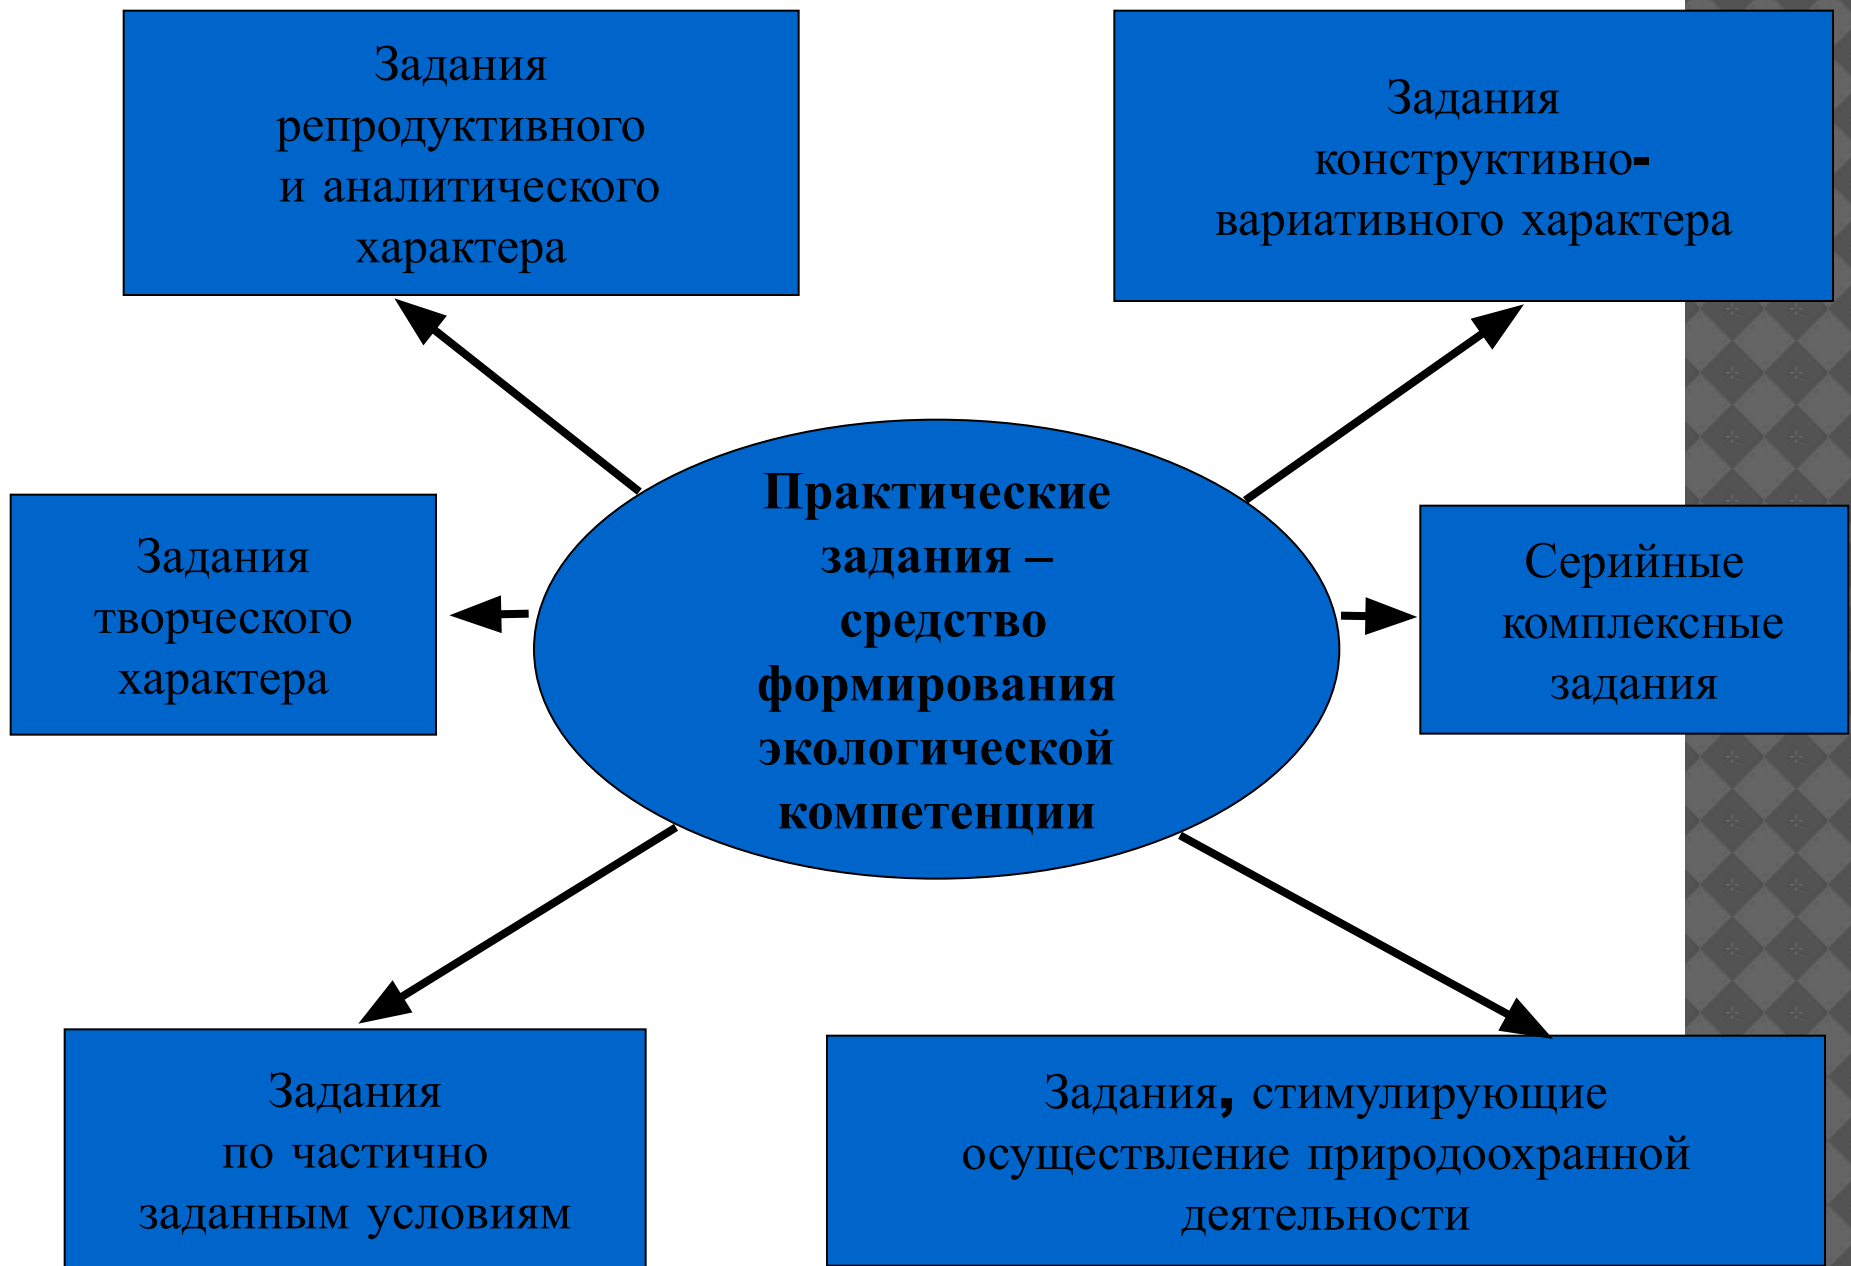 Задания
репродуктивного
и аналитического
характера
Задания
конструктивно-
вариативного характера
Практические
задания –
средство
формирования
экологической
компетенции
Задания
творческого
характера
Серийные
комплексные
задания
Задания
по частично
заданным условиям
Задания, стимулирующие
осуществление природоохранной
деятельности